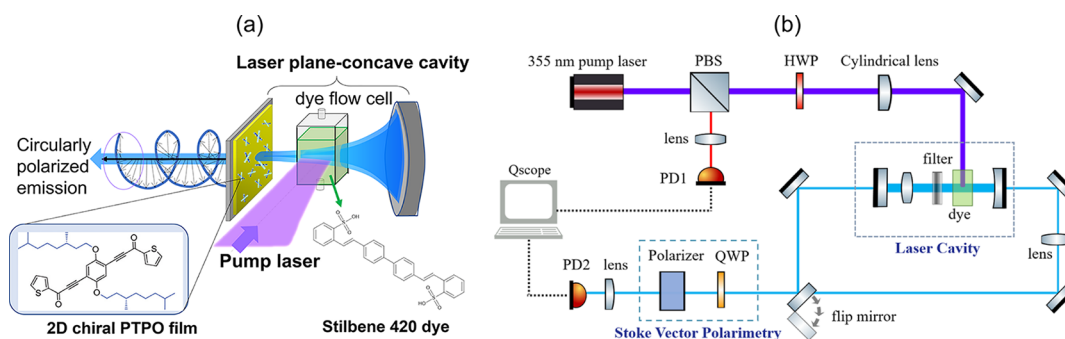 (a)
Laser plane-concave cavity
dye flow cell
Circularly
polarized
emission
Pump laser
O
O
S
S
O
O
O
S
OH
O
O
S
O
OH
O
2D chiral PTPO film
Stilbene 420 dye
(b)
355 nm pump laser
PBS
HWP
Cylindrical lens
lens
PD1
Qscope
filter
dye
Laser Cavity
PD2
lens
Polarizer
QWP
lens
flip mirror
Stoke Vector Polarimetry